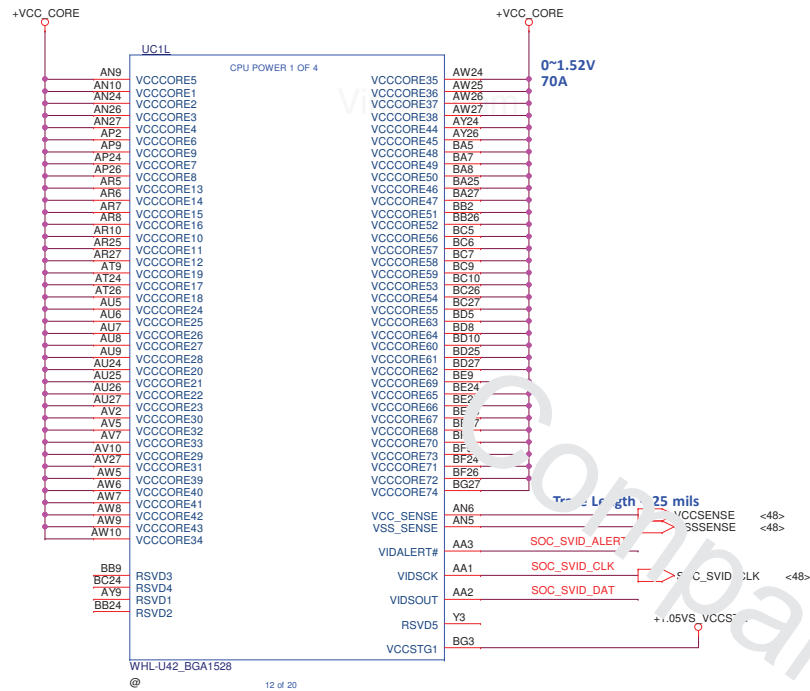 +VCC_CORE
+VCC_CORE
UC1L
CPU POWER 1 OF 4
0~1.52V
70A
AN9 VCCCORE5
AN10 VCCCORE1
AN24 VCCCORE2
AN26 VCCCORE3
AN27 VCCCORE4
AP2 VCCCORE6
AP9 VCCCORE9
AP24 VCCCORE7
AP26 VCCCORE8
AR5 VCCCORE13
AR6 VCCCORE14
AR7 VCCCORE15
AR8 VCCCORE16
AR10 VCCCORE10
AR25 VCCCORE11
AR27 VCCCORE12
AT9 VCCCORE19
AT24 VCCCORE17
AT26 VCCCORE18
AU5 VCCCORE24
AU6 VCCCORE25
AU7 VCCCORE26
AU8 VCCCORE27
AU9 VCCCORE28
AU24 VCCCORE20
AU25 VCCCORE21
AU26 VCCCORE22
AU27 VCCCORE23
AV2 VCCCORE30
AV5 VCCCORE32
AV7 VCCCORE33
AV10 VCCCORE29
AV27 VCCCORE31
AW5 VCCCORE39
AW6 VCCCORE40
AW7 VCCCORE41
AW8 VCCCORE42
AW9 VCCCORE43
AW10 VCCCORE34
BB9 RSVD3
BC24 RSVD4
AY9 RSVD1
BB24 RSVD2
VCCCORE35 AW24
VCCCORE36 AW25
VCCCORE37 AW26
VCCCORE38 AW27
VCCCORE44 AY24
VCCCORE45 AY26
VCCCORE48 BA5
VCCCORE49 BA7
VCCCORE50 BA8
VCCCORE46 BA25
VCCCORE47 BA27
VCCCORE51 BB2
VCCCORE52 BB26
VCCCORE56 BC5
VCCCORE57 BC6
VCCCORE58 BC7
VCCCORE59 BC9
VCCCORE53 BC10
VCCCORE54 BC26
VCCCORE55 BC27
VCCCORE63 BD5
VCCCORE64 BD8
VCCCORE60 BD10
VCCCORE61 BD25
VCCCORE62 BD27
VCCCORE69 BE9
VCCCORE65 BE24
VCCCORE66
VCCCORE67
VCCCORE68
VCCCORE70
VCCCORE73
VCCCORE71 BF24
VCCCORE72 BF26
VCCCORE74 BG27
Length 25 mils
VCC_SENSE AN6 VCCSENSE <48>
VSS_SENSE AN5 <48>
VIDALERT# AA3 SOC_SVID_ALERT
VIDSCK AA1 SOC_SVID_CLK SOC_SVID_CLK <48>
VIDSOUT AA2 SOC_SVID_DAT
RSVD5 Y3
VCCSTG1 BG3
WHL-U42_BGA1528
@
12 of 20